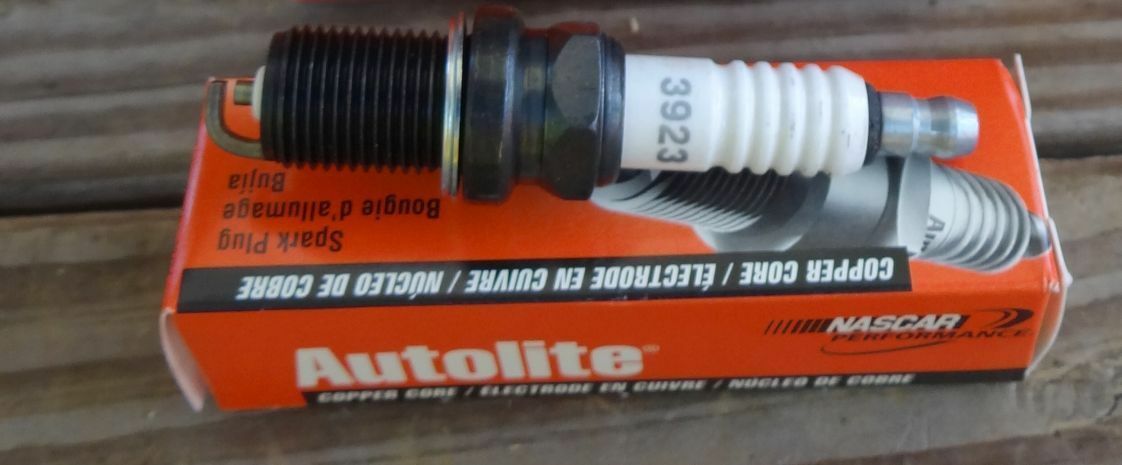 3923
Spark Plug
Bougie d'allumage
Bujía
COPPER CORE / ÉLECTRODE EN CUIVRE / NÚCLEO DE COBRE
NASCAR
PERFORMANCE
Autolite®
COPPER CORE / ÉLECTRODE EN CUIVRE / NÚCLEO DE COBRE